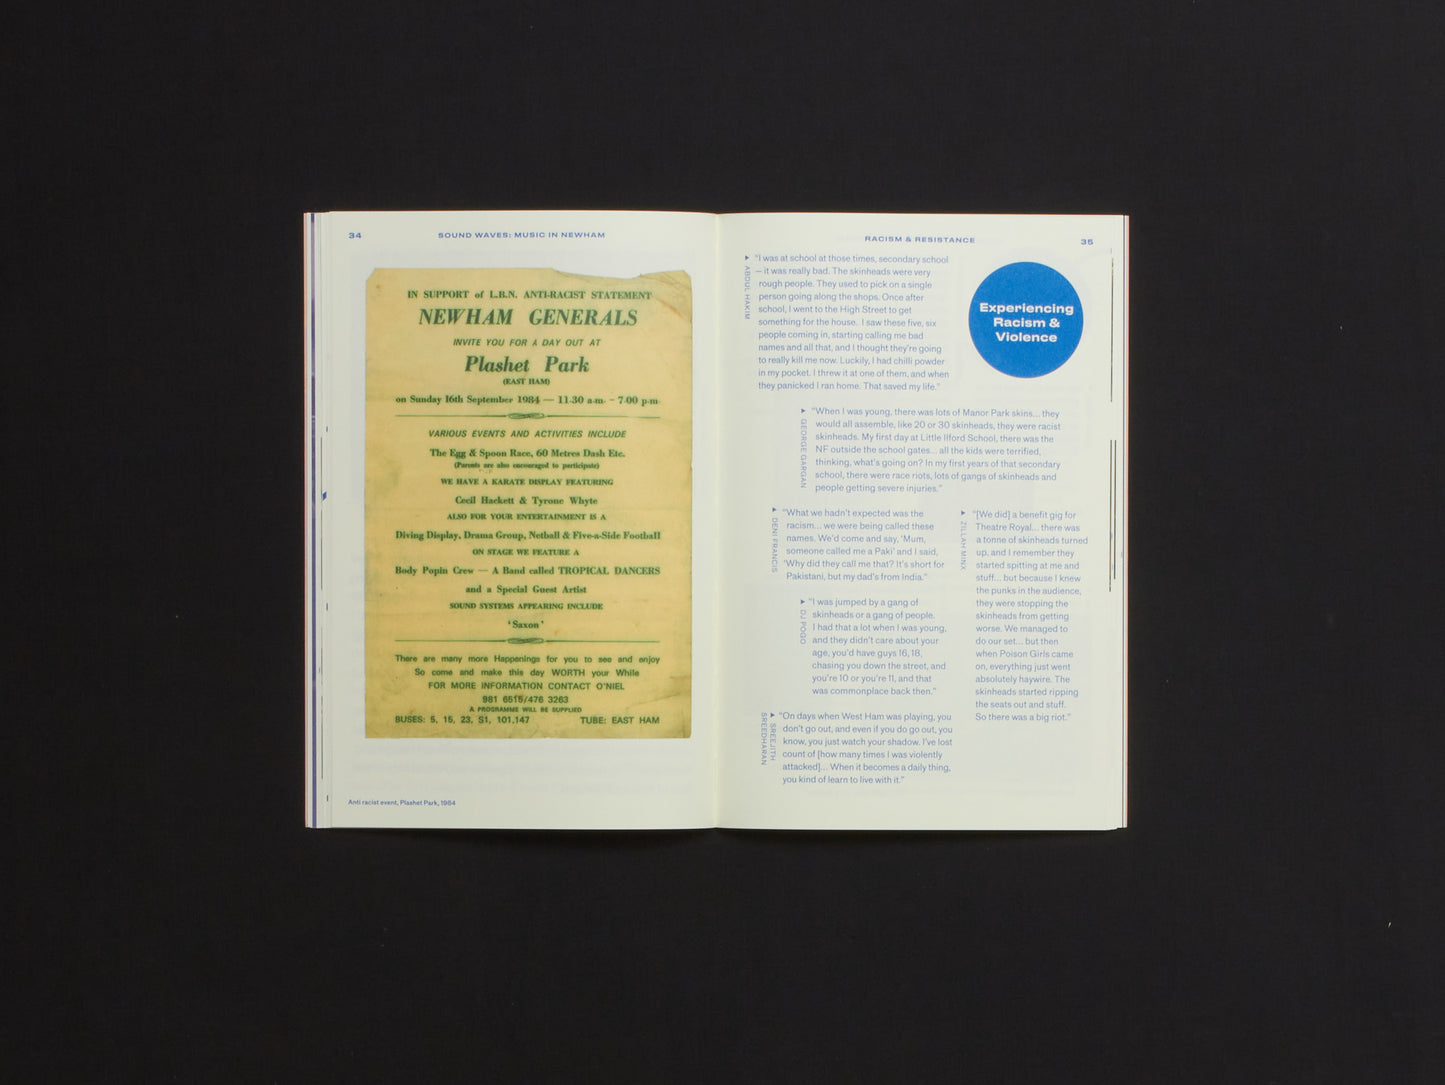 34
SOUND WAVES: MUSIC IN NEWHAM
IN SUPPORT of L.B.N. ANTI-RACIST STATEMENT
NEWHAM GENERALS
INVITE YOU FOR A DAY OUT AT
Plashet Park
(EAST HAM)
on Sunday 16th September 1984 — 11·30 a.m. - 7·00 p.m.
VARIOUS EVENTS AND ACTIVITIES INCLUDE
The Egg & Spoon Race, 60 Metres Dash Etc.
(Parents are also encouraged to participate)
WE HAVE A KARATE DISPLAY FEATURING
Cecil Hackett & Tyrone Whyte
ALSO FOR YOUR ENTERTAINMENT IS A
Diving Display, Drama Group, Netball & Five-a-Side Football
ON STAGE WE FEATURE A
Body Popin Crew — A Band called TROPICAL DANCERS
and a Special Guest Artist
SOUND SYSTEMS APPEARING INCLUDE
'Saxon'
There are many more Happenings for you to see and enjoy
So come and make this day WORTH your While
FOR MORE INFORMATION CONTACT O'NIEL
981 6515/476 3263
A PROGRAMME WILL BE SUPPLIED
BUSES: 5, 15, 23, S1, 101,147 TUBE: EAST HAM
Anti racist event, Plashet Park, 1984
RACISM & RESISTANCE
35
Experiencing
Racism &
Violence
ABDUL HAKIM
"I was at school at those times, secondary school
– it was really bad. The skinheads were very
rough people. They used to pick on a single
person going along the shops. Once after
school, I went to the High Street to get
something for the house. I saw these five, six
people coming in, starting calling me bad
names and all that, and I thought they're going
to really kill me now. Luckily, I had chilli powder
in my pocket. I threw it at one of them, and when
they panicked I ran home. That saved my life."
GEORGE GARGAN
"When I was young, there was lots of Manor Park skins... they
would all assemble, like 20 or 30 skinheads, they were racist
skinheads. My first day at Little Ilford School, there was the
NF outside the school gates... all the kids were terrified,
thinking, what's going on? In my first years of that secondary
school, there were race riots, lots of gangs of skinheads and
people getting severe injuries."
DENI FRANCIS
"What we hadn't expected was the
racism... we were being called these
names. We'd come and say, 'Mum,
someone called me a Paki' and I said,
'Why did they call me that? It's short for
Pakistani, but my dad's from India."
DJ POGO
"I was jumped by a gang of
skinheads or a gang of people.
I had that a lot when I was young,
and they didn't care about your
age, you'd have guys 16, 18,
chasing you down the street, and
you're 10 or you're 11, and that
was commonplace back then."
SREEJITH
SREEDHARAN
"On days when West Ham was playing, you
don't go out, and even if you do go out, you
know, you just watch your shadow. I've lost
count of [how many times I was violently
attacked]... When it becomes a daily thing,
you kind of learn to live with it."
ZILLAH MINX
"[We did] a benefit gig for
Theatre Royal... there was
a tonne of skinheads turned
up, and I remember they
started spitting at me and
stuff... but because I knew
the punks in the audience,
they were stopping the
skinheads from getting
worse. We managed to
do our set... but then
when Poison Girls came
on, everything just went
absolutely haywire. The
skinheads started ripping
the seats out and stuff.
So there was a big riot."